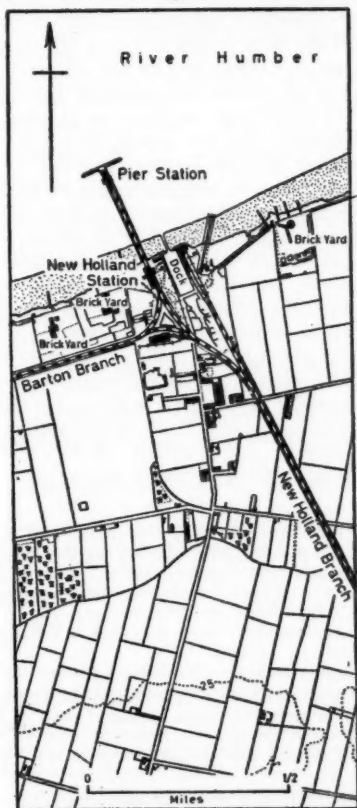 River Humber
Pier Station
New Holland
Station
Dock
Brick Yard
Brick Yard
Brick Yard
Barton Branch
New Holland
Branch
25
0 1/2
Miles